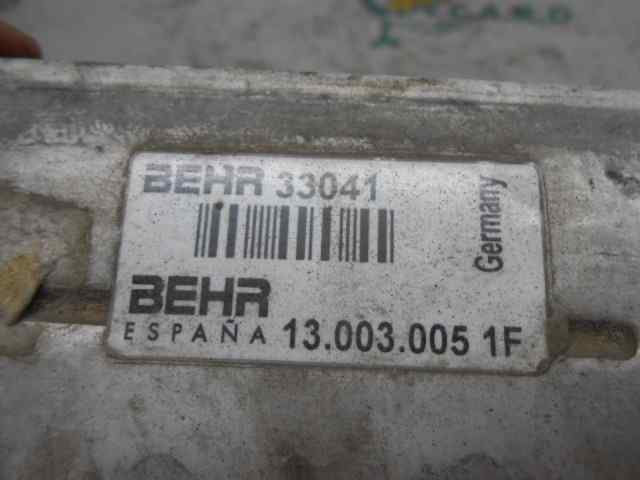 BEHR 33041
Germany
BEHR
ESPAÑA 13.003.005 1F